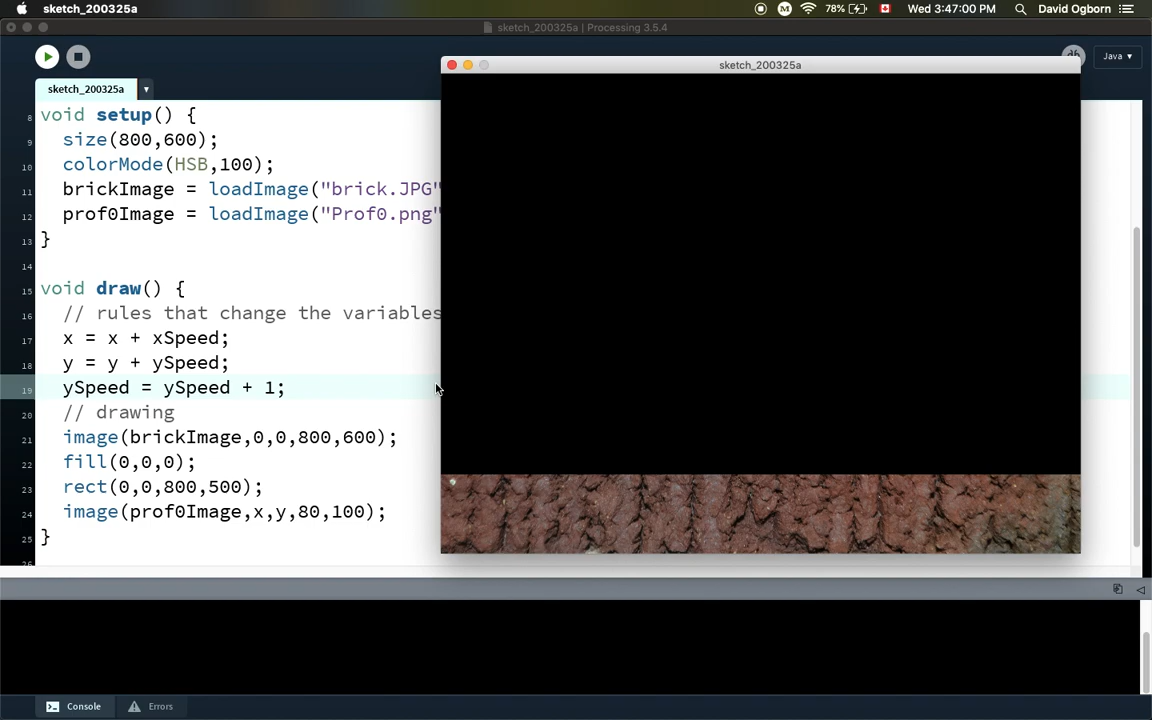 sketch_200325a
78%
Wed 3:47:00 PM
David Ogborn
sketch_200325a | Processing 3.5.4
Java ▾
sketch_200325a
sketch_200325a
8 void setup() {
9 size(800,600);
10 colorMode(HSB,100);
11 brickImage = loadImage("brick.JPG"
12 prof0Image = loadImage("Prof0.png"
13 }
14
15 void draw() {
16 // rules that change the variables
17 x = x + xSpeed;
18 y = y + ySpeed;
19 ySpeed = ySpeed + 1;
20 // drawing
21 image(brickImage,0,0,800,600);
22 fill(0,0,0);
23 rect(0,0,800,500);
24 image(prof0Image,x,y,80,100);
25 }
26
Console
Errors